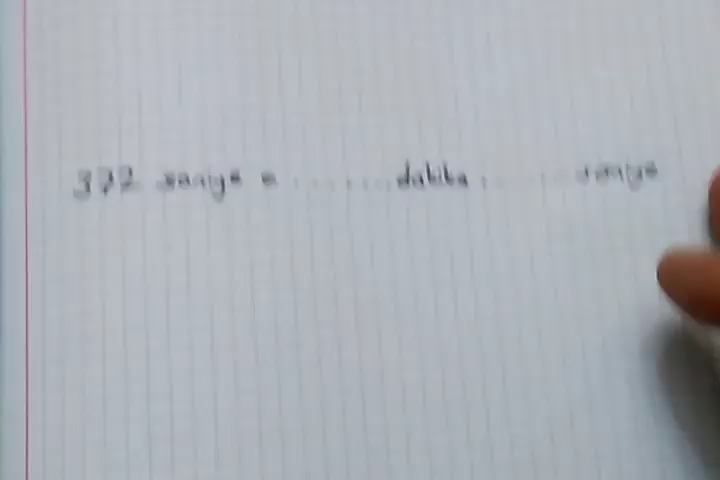 372 saniye = ........ dakika ........ saniye